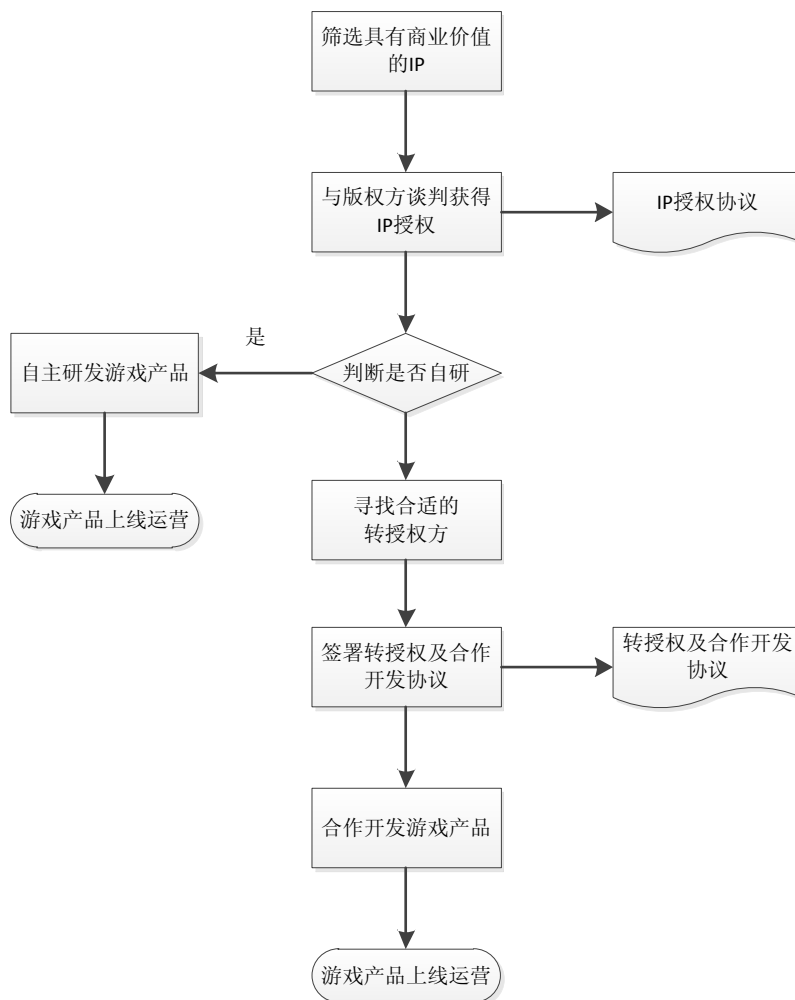 筛选具有商业价值
的IP
与版权方谈判获得
IP授权
IP授权协议
是
自主研发游戏产品
判断是否自研
游戏产品上线运营
寻找合适的
转授权方
签署转授权及合作
开发协议
转授权及合作开发
协议
合作开发游戏产品
游戏产品上线运营